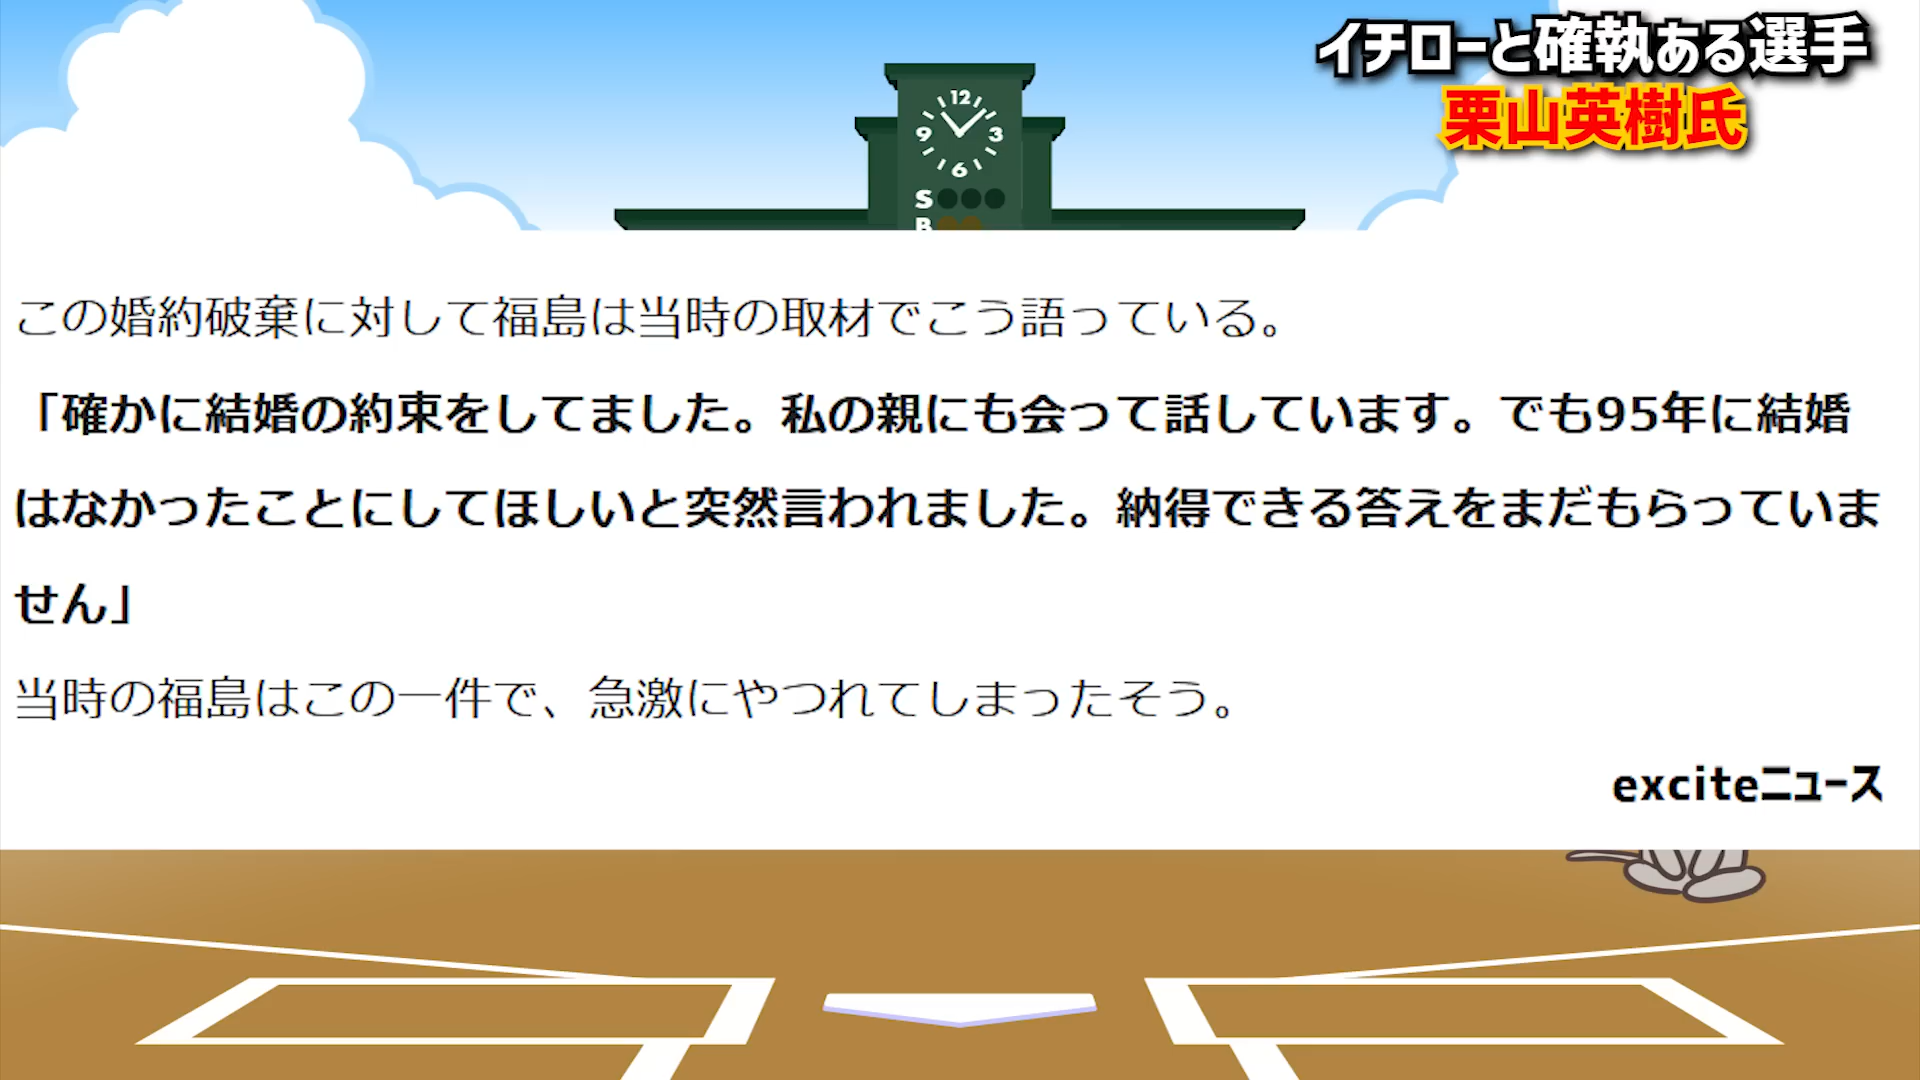 イチローと確執ある選手
栗山英樹氏
12
9 3
6
S
B
この婚約破棄に対して福島は当時の取材でこう語っている。
「確かに結婚の約束をしてました。私の親にも会って話しています。でも95年に結婚
はなかったことにしてほしいと突然言われました。納得できる答えをまだもらっていま
せん」
当時の福島はこの一件で、急激にやつれてしまったそう。
exciteニュース